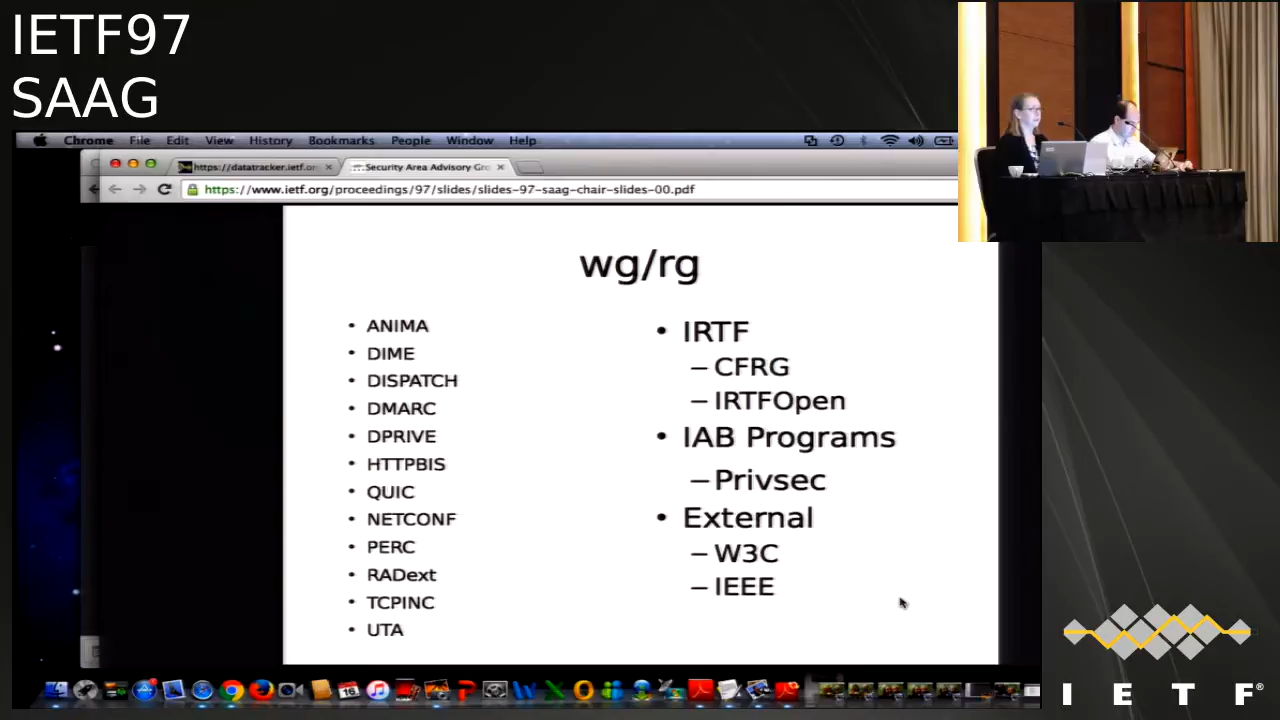 IETF97
SAAG
Chrome File Edit View History Bookmarks People Window Help
https://datatracker.ietf.or × Security Area Advisory Gro ×
https://www.ietf.org/proceedings/97/slides/slides-97-saag-chair-slides-00.pdf
wg/rg
• ANIMA
• DIME
• DISPATCH
• DMARC
• DPRIVE
• HTTPBIS
• QUIC
• NETCONF
• PERC
• RADext
• TCPINC
• UTA
• IRTF
– CFRG
– IRTFOpen
• IAB Programs
– Privsec
• External
– W3C
– IEEE
16
I E T F®